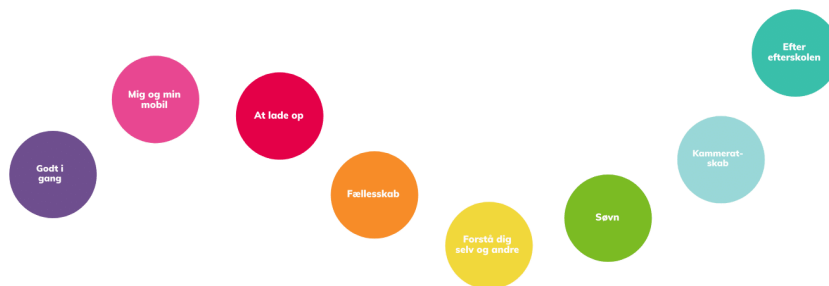 Godt i
gang
Mig og min
mobil
At lade op
Fællesskab
Forstå dig
selv og andre
Søvn
Kammerat-
skab
Efter
efterskolen